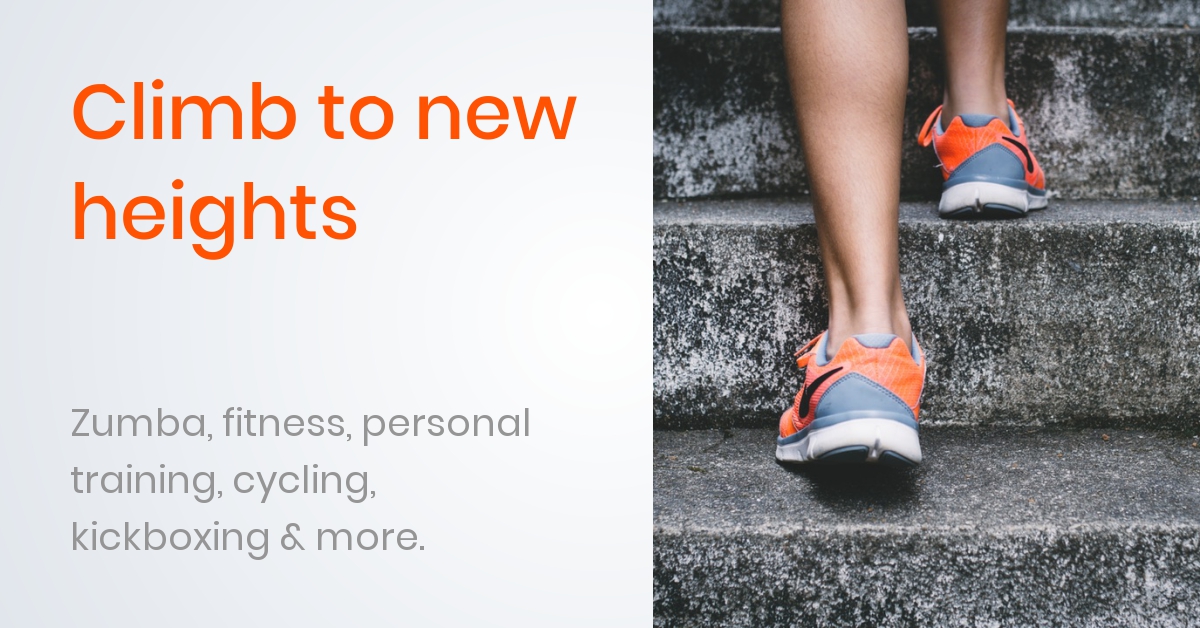 Climb to new
heights
Zumba, fitness, personal
training, cycling,
kickboxing & more.